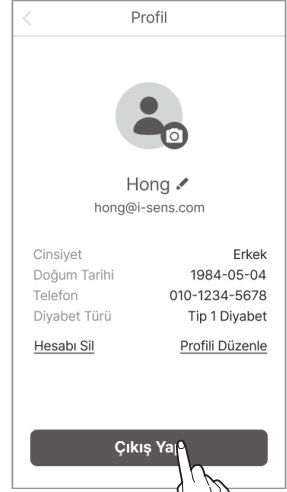 Profil
Hong
hong@i-sens.com
Cinsiyet Erkek
Doğum Tarihi 1984-05-04
Telefon 010-1234-5678
Diyabet Türü Tip 1 Diyabet
Hesabı Sil Profili Düzenle
Çıkış Yap